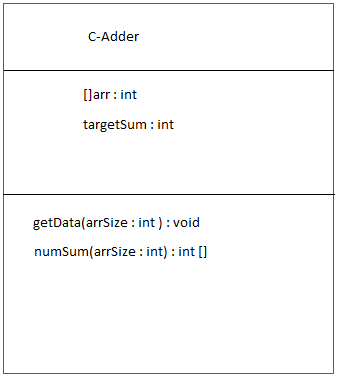 C-Adder
[]arr : int
targetSum : int
getData(arrSize : int ) : void
numSum(arrSize : int) : int []